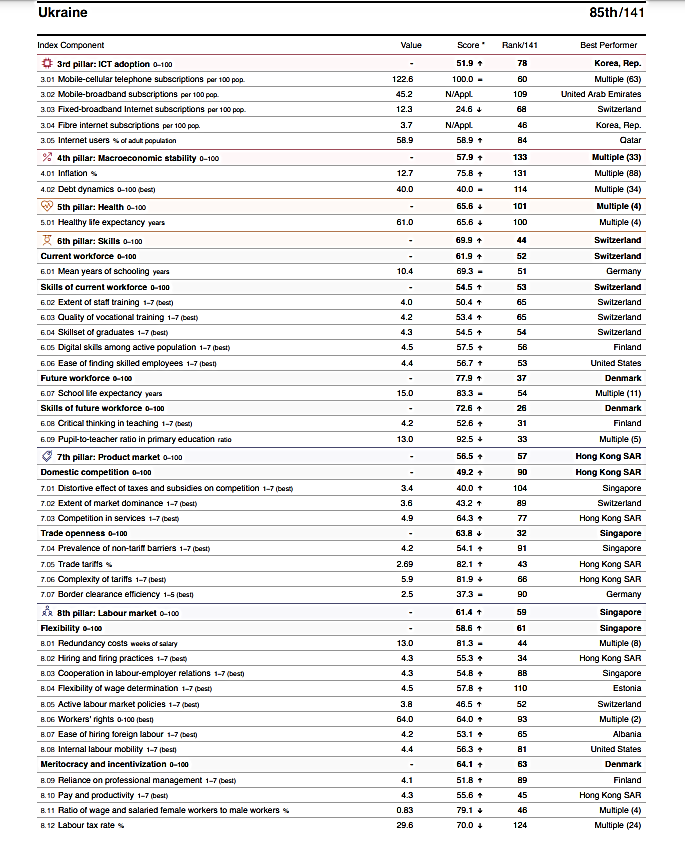 Ukraine 85th/141
Index Component Value Score * Rank/141 Best Performer
3rd pillar: ICT adoption 0–100 - 51.9 ↑ 78 Korea, Rep.
3.01 Mobile-cellular telephone subscriptions per 100 pop. 122.6 100.0 = 60 Multiple (63)
3.02 Mobile-broadband subscriptions per 100 pop. 45.2 N/Appl. 109 United Arab Emirates
3.03 Fixed-broadband Internet subscriptions per 100 pop. 12.3 24.6 ↓ 68 Switzerland
3.04 Fibre internet subscriptions per 100 pop. 3.7 N/Appl. 46 Korea, Rep.
3.05 Internet users % of adult population 58.9 58.9 ↑ 84 Qatar
4th pillar: Macroeconomic stability 0–100 - 57.9 ↑ 133 Multiple (33)
4.01 Inflation % 12.7 75.8 ↑ 131 Multiple (88)
4.02 Debt dynamics 0–100 (best) 40.0 40.0 = 114 Multiple (34)
5th pillar: Health 0–100 - 65.6 ↓ 101 Multiple (4)
5.01 Healthy life expectancy years 61.0 65.6 ↓ 100 Multiple (4)
6th pillar: Skills 0–100 - 69.9 ↑ 44 Switzerland
Current workforce 0–100 - 61.9 ↑ 52 Switzerland
6.01 Mean years of schooling years 10.4 69.3 = 51 Germany
Skills of current workforce 0–100 - 54.5 ↑ 53 Switzerland
6.02 Extent of staff training 1–7 (best) 4.0 50.4 ↑ 65 Switzerland
6.03 Quality of vocational training 1–7 (best) 4.2 53.4 ↑ 65 Switzerland
6.04 Skillset of graduates 1–7 (best) 4.3 54.5 ↑ 54 Switzerland
6.05 Digital skills among active population 1–7 (best) 4.5 57.5 ↑ 56 Finland
6.06 Ease of finding skilled employees 1–7 (best) 4.4 56.7 ↑ 53 United States
Future workforce 0–100 - 77.9 ↑ 37 Denmark
6.07 School life expectancy years 15.0 83.3 = 54 Multiple (11)
Skills of future workforce 0–100 - 72.6 ↑ 26 Denmark
6.08 Critical thinking in teaching 1–7 (best) 4.2 52.6 ↑ 31 Finland
6.09 Pupil-to-teacher ratio in primary education ratio 13.0 92.5 ↓ 33 Multiple (5)
7th pillar: Product market 0–100 - 56.5 ↑ 57 Hong Kong SAR
Domestic competition 0–100 - 49.2 ↑ 90 Hong Kong SAR
7.01 Distortive effect of taxes and subsidies on competition 1–7 (best) 3.4 40.0 ↑ 104 Singapore
7.02 Extent of market dominance 1–7 (best) 3.6 43.2 ↑ 89 Switzerland
7.03 Competition in services 1–7 (best) 4.9 64.3 ↑ 77 Hong Kong SAR
Trade openness 0–100 - 63.8 ↓ 32 Singapore
7.04 Prevalence of non-tariff barriers 1–7 (best) 4.2 54.1 ↑ 91 Singapore
7.05 Trade tariffs % 2.69 82.1 ↑ 43 Hong Kong SAR
7.06 Complexity of tariffs 1–7 (best) 5.9 81.9 ↓ 66 Hong Kong SAR
7.07 Border clearance efficiency 1–5 (best) 2.5 37.3 = 90 Germany
8th pillar: Labour market 0–100 - 61.4 ↑ 59 Singapore
Flexibility 0–100 - 58.6 ↑ 61 Singapore
8.01 Redundancy costs weeks of salary 13.0 81.3 = 44 Multiple (8)
8.02 Hiring and firing practices 1–7 (best) 4.3 55.3 ↑ 34 Hong Kong SAR
8.03 Cooperation in labour-employer relations 1–7 (best) 4.3 54.8 ↑ 88 Singapore
8.04 Flexibility of wage determination 1–7 (best) 4.5 57.8 ↑ 110 Estonia
8.05 Active labour market policies 1–7 (best) 3.8 46.5 ↑ 52 Switzerland
8.06 Workers' rights 0-100 (best) 64.0 64.0 ↑ 93 Multiple (2)
8.07 Ease of hiring foreign labour 1–7 (best) 4.2 53.1 ↑ 65 Albania
8.08 Internal labour mobility 1–7 (best) 4.4 56.3 ↑ 81 United States
Meritocracy and incentivization 0–100 - 64.1 ↑ 63 Denmark
8.09 Reliance on professional management 1–7 (best) 4.1 51.8 ↑ 89 Finland
8.10 Pay and productivity 1–7 (best) 4.3 55.6 ↑ 45 Hong Kong SAR
8.11 Ratio of wage and salaried female workers to male workers % 0.83 79.1 ↓ 46 Multiple (4)
8.12 Labour tax rate % 29.6 70.0 ↓ 124 Multiple (24)